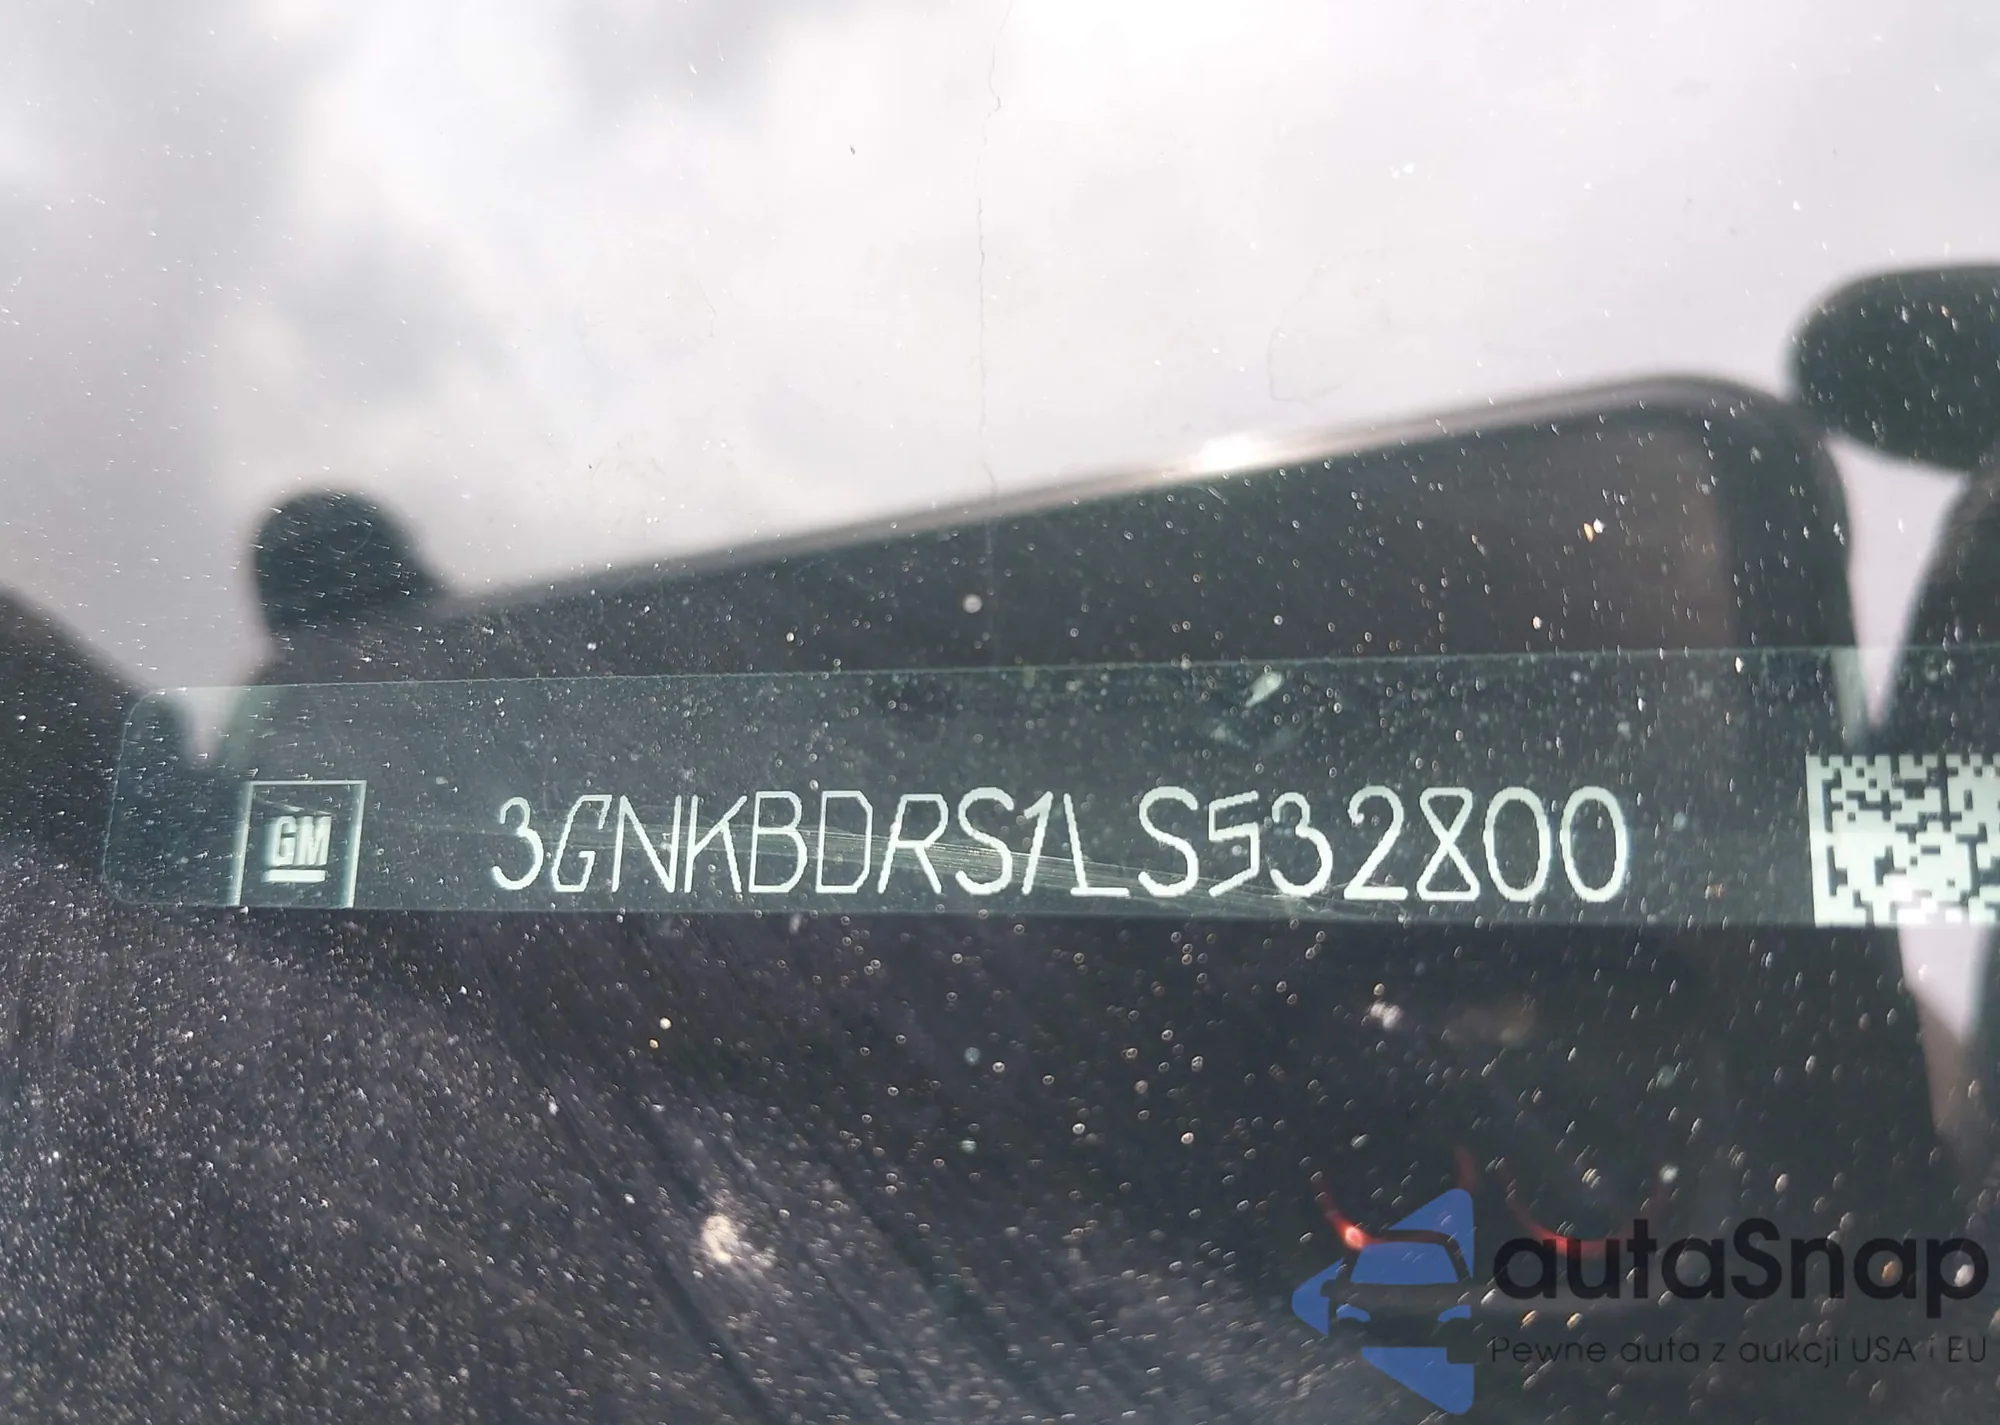 GM 3GNKBDRS1LS532800
autaSnap
Pewne auta z aukcji USA i EU